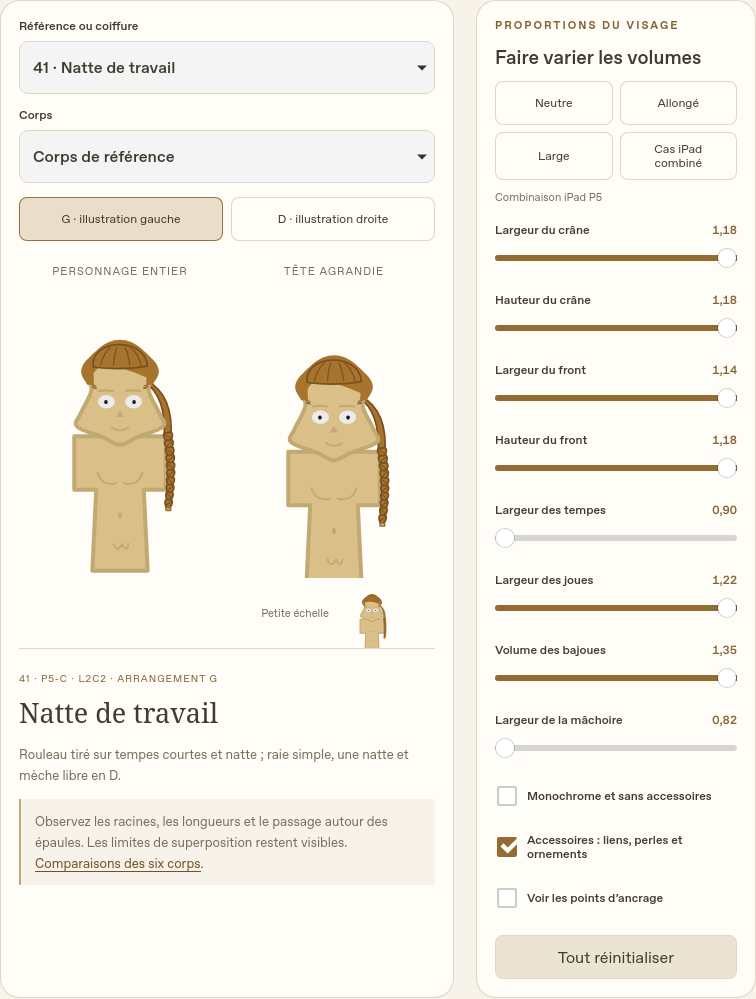 Référence ou coiffure
41 · Natte de travail
Corps
Corps de référence
G · illustration gauche
D · illustration droite
PERSONNAGE ENTIER
TÊTE AGRANDIE
Petite échelle
41 · P5-C · L2C2 · ARRANGEMENT G
Natte de travail
Rouleau tiré sur tempes courtes et natte ; raie simple, une natte et
mèche libre en D.
Observez les racines, les longueurs et le passage autour des
épaules. Les limites de superposition restent visibles.
Comparaisons des six corps.
PROPORTIONS DU VISAGE
Faire varier les volumes
Neutre
Allongé
Large
Cas iPad
combiné
Combinaison iPad P5
Largeur du crâne 1,18
Hauteur du crâne 1,18
Largeur du front 1,14
Hauteur du front 1,18
Largeur des tempes 0,90
Largeur des joues 1,22
Volume des bajoues 1,35
Largeur de la mâchoire 0,82
Monochrome et sans accessoires
Accessoires : liens, perles et
ornements
Voir les points d’ancrage
Tout réinitialiser